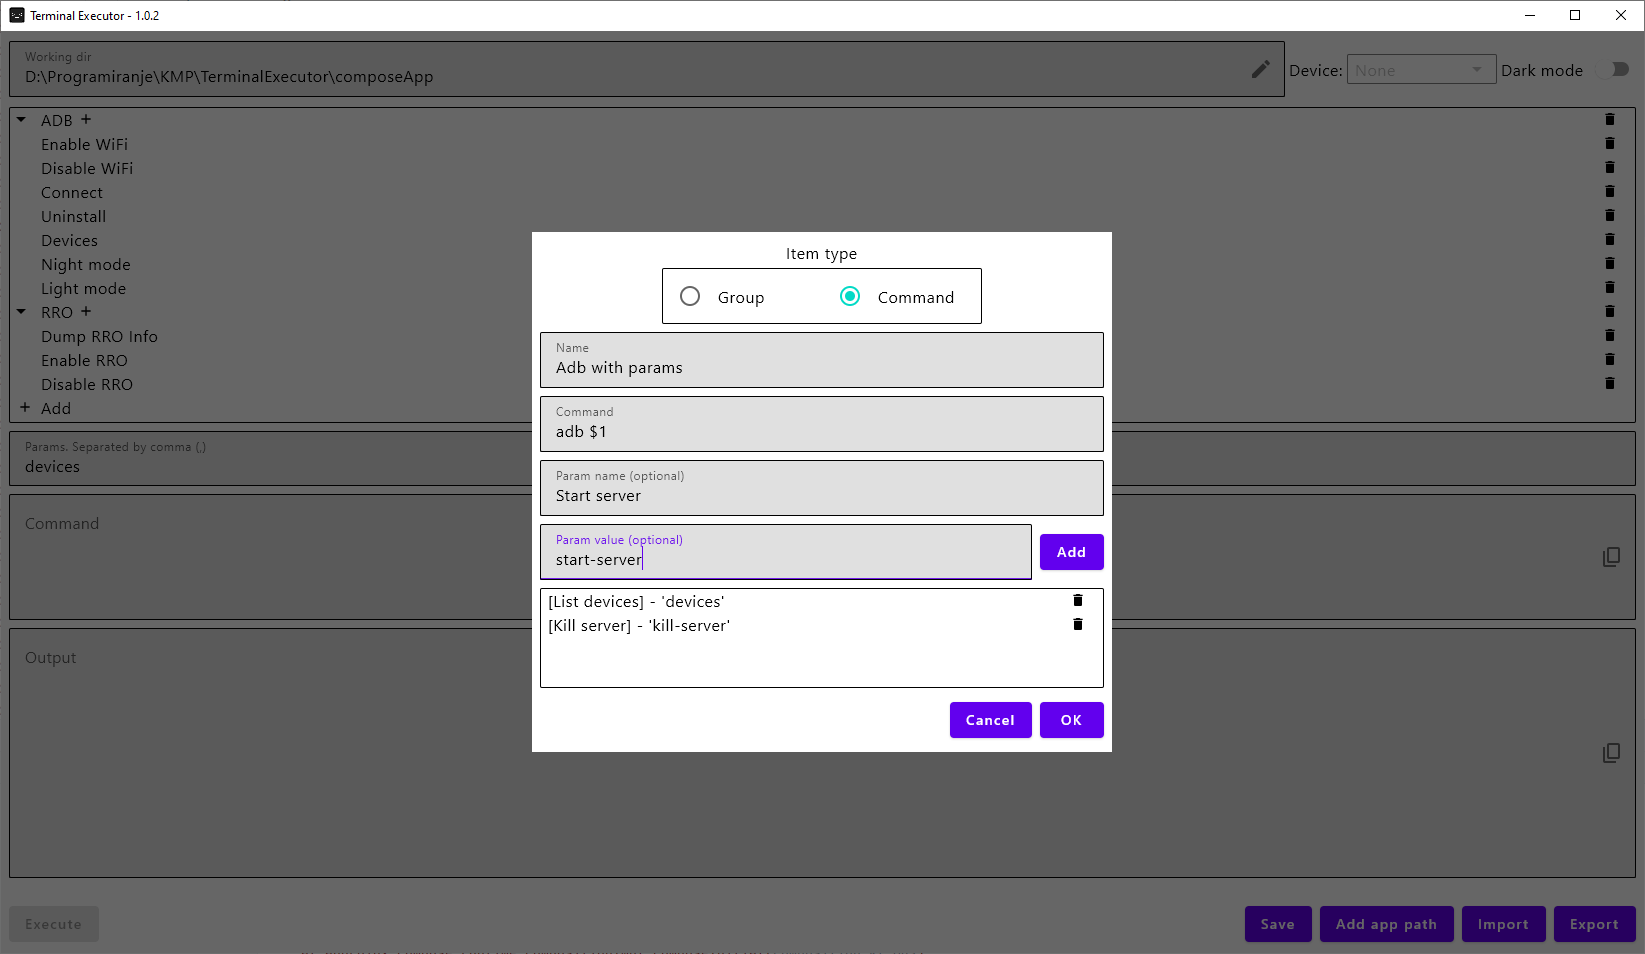 Terminal Executor - 1.0.2
Working dir
D:\Programiranje\KMP\TerminalExecutor\composeApp
Device:
None
Dark mode
ADB +
Enable WiFi
Disable WiFi
Connect
Uninstall
Devices
Night mode
Light mode
RRO +
Dump RRO Info
Enable RRO
Disable RRO
+ Add
Params. Separated by comma (,)
devices
Command
Output
Item type
Group
Command
Name
Adb with params
Command
adb $1
Param name (optional)
Start server
Param value (optional)
start-server
Add
[List devices] - 'devices'
[Kill server] - 'kill-server'
Cancel
OK
Execute
Save
Add app path
Import
Export